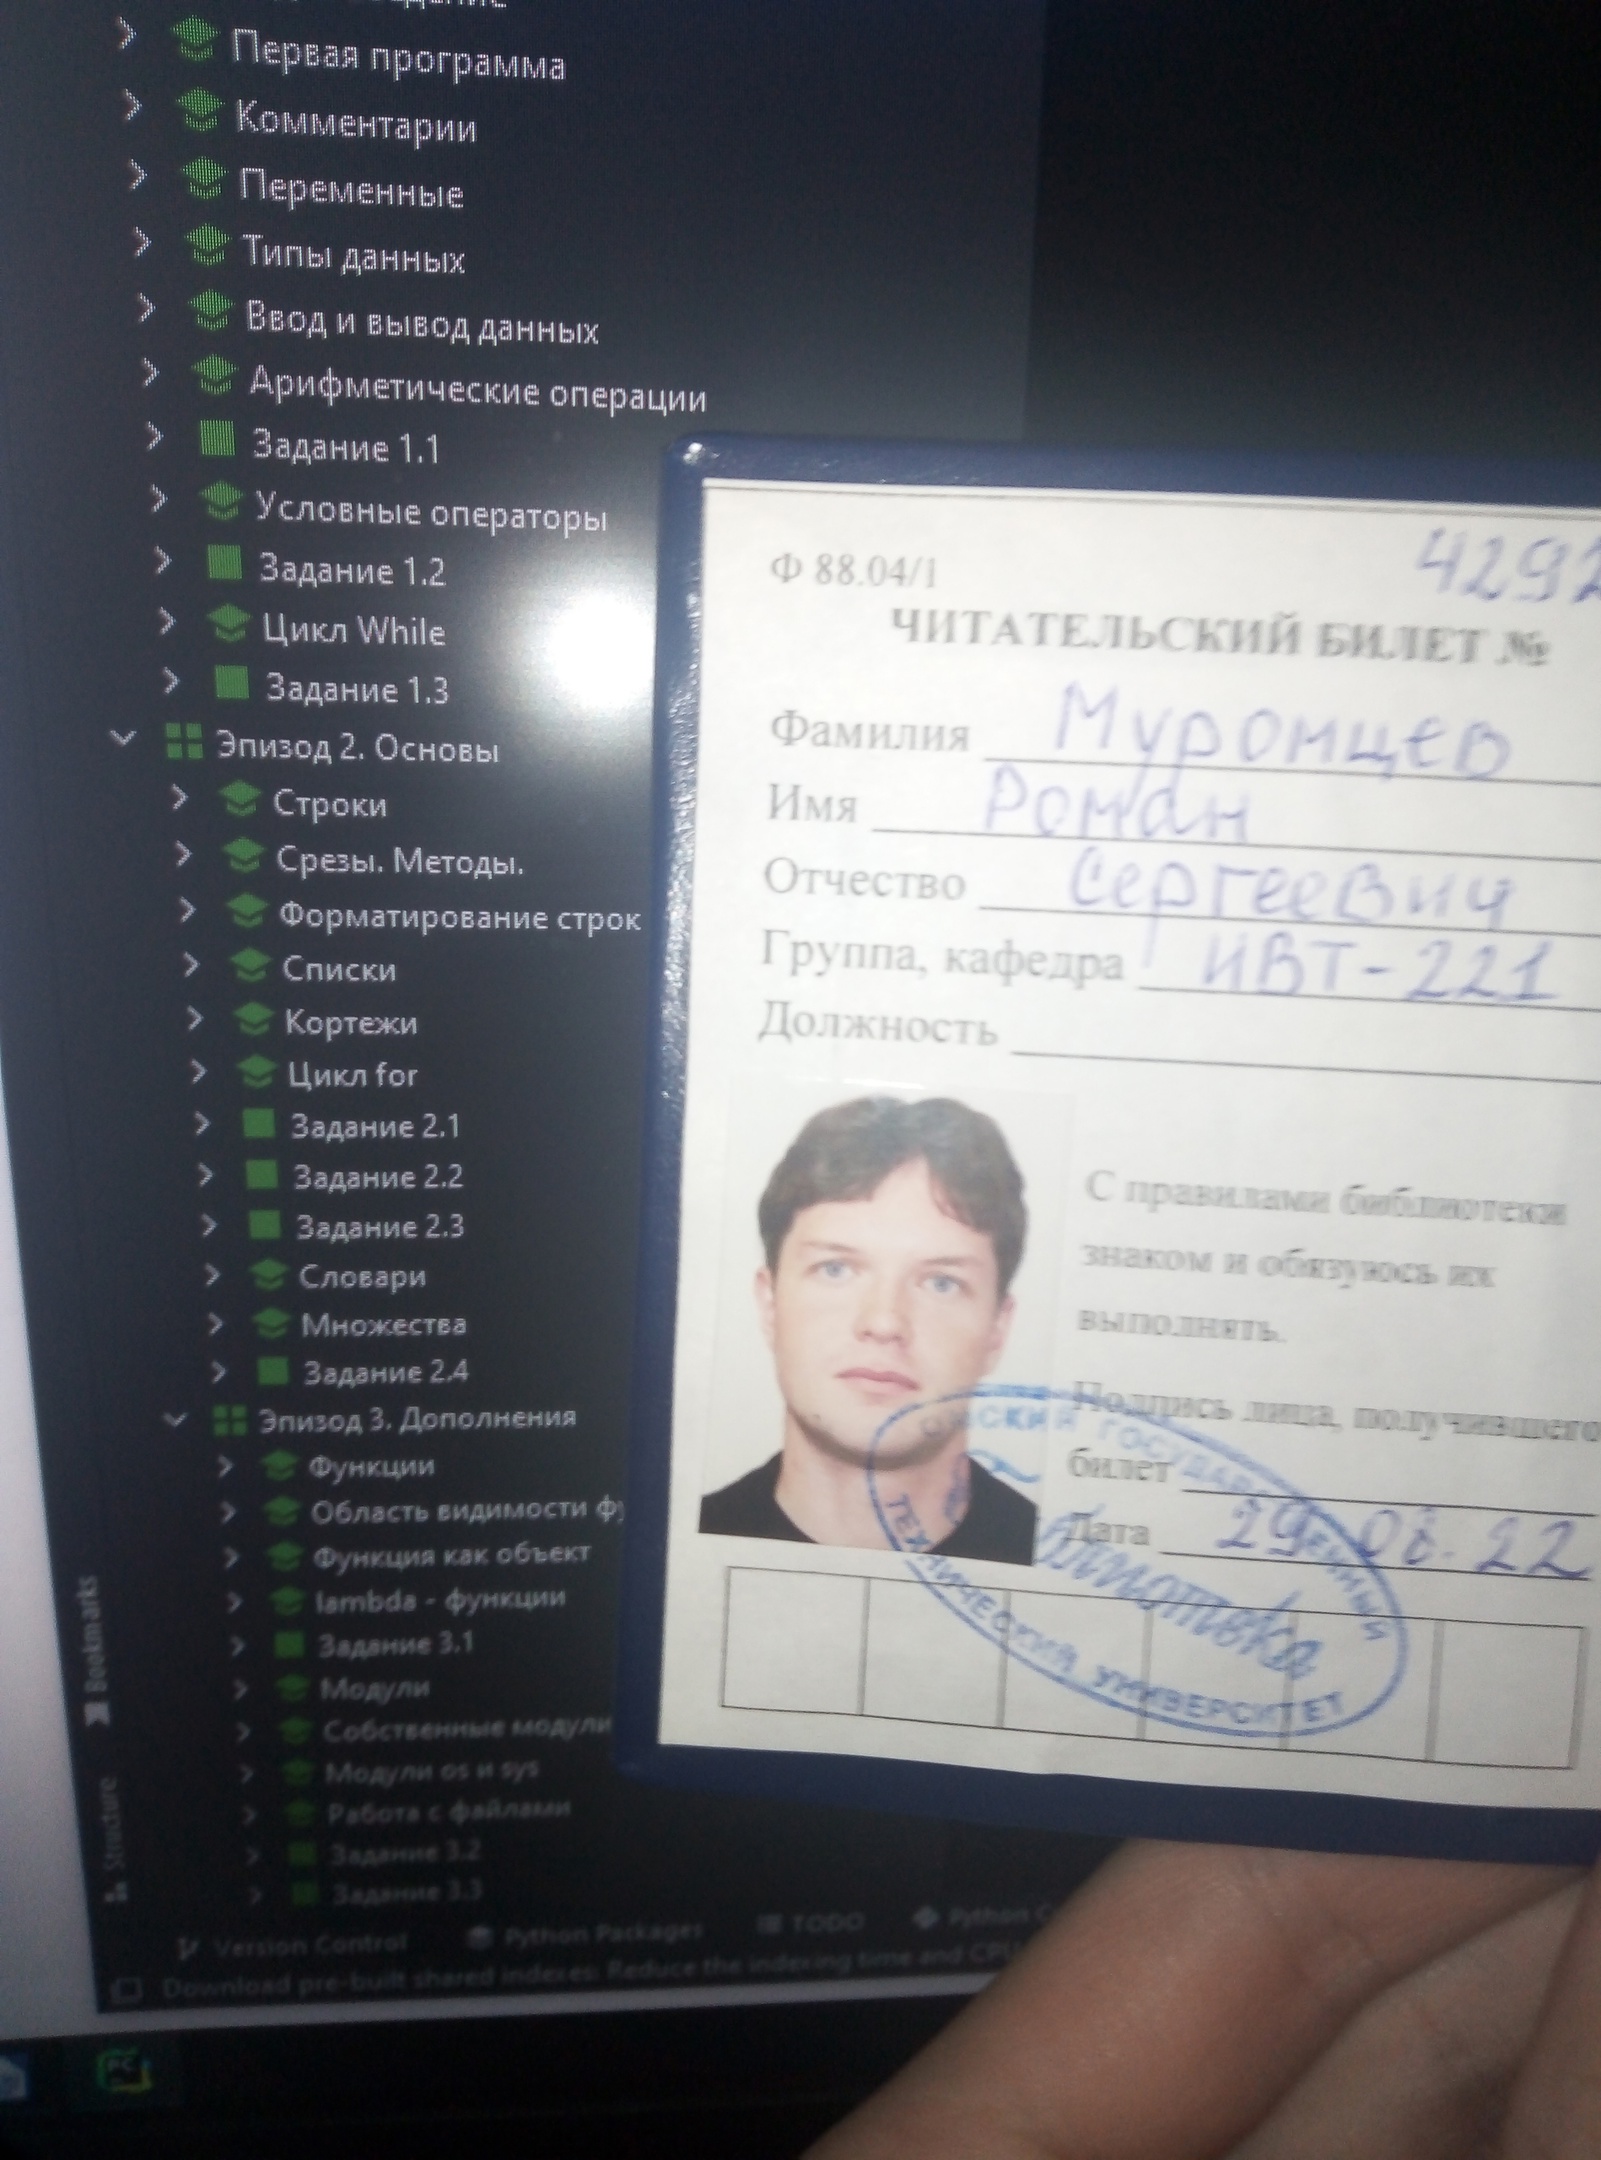 Первая программа
Комментарии
Переменные
Типы данных
Ввод и вывод данных
Арифметические операции
Задание 1.1
Условные операторы
Задание 1.2
Цикл While
Задание 1.3
Эпизод 2. Основы
Строки
Срезы. Методы.
Форматирование строк
Списки
Кортежи
Цикл for
Задание 2.1
Задание 2.2
Задание 2.3
Словари
Множества
Задание 2.4
Эпизод 3. Дополнения
Функции
Область видимости
Функция как объект
lambda - функции
Задание 3.1
Модули
Собственные модули
Модули os и sys
Работа с файлами
Задание 3.2
Задание 3.3
Bookmarks
Structure
Version Control
Python Packages
TODO
Python
Download pre-built shared indexes: Reduce the indexing time and CPU
PC
Ф 88.04/1
4292
ЧИТАТЕЛЬСКИЙ БИЛЕТ №
Фамилия Муромцев
Имя Роман
Отчество Сергеевич
Группа, кафедра ИВТ-221
Должность
С правилами библиотеки
знаком и обязуюсь их
выполнять.
Подпись лица, получившего
билет
Дата 29.08.22
ГОСУДАРСТВЕННЫЙ
ТЕХНИЧЕСКИЙ УНИВЕРСИТЕТ
библиотека